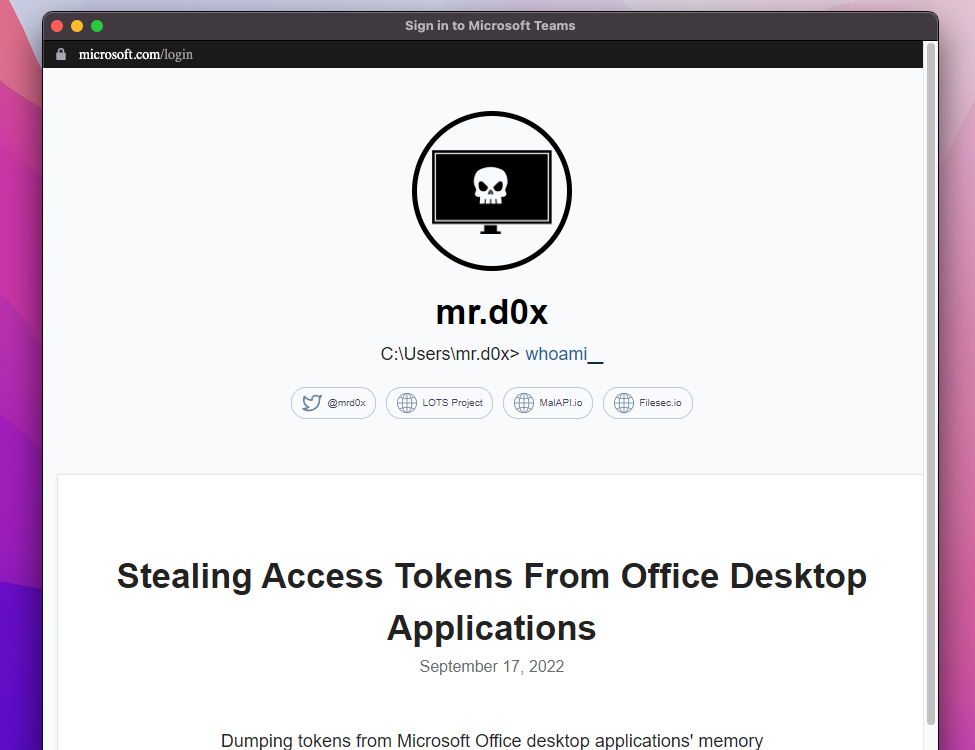 Sign in to Microsoft Teams
microsoft.com/login
mr.d0x
C:\Users\mr.d0x> whoami__
@mrd0x LOTS Project MalAPI.io Filesec.io
Stealing Access Tokens From Office Desktop
Applications
September 17, 2022
Dumping tokens from Microsoft Office desktop applications' memory